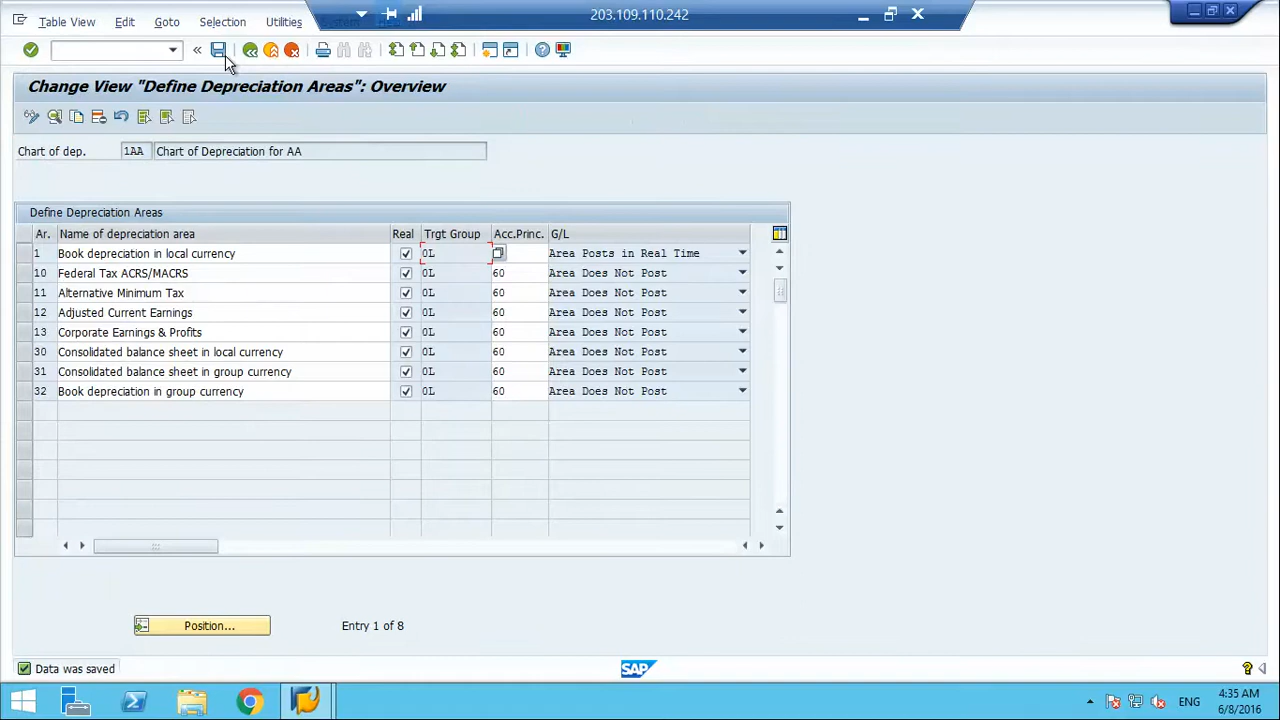 203.109.110.242
Table View Edit Goto Selection Utilities
Change View "Define Depreciation Areas": Overview
Chart of dep. 1AA Chart of Depreciation for AA
Define Depreciation Areas
Ar. Name of depreciation area Real Trgt Group Acc.Princ. G/L
1 Book depreciation in local currency 0L Area Posts in Real Time
10 Federal Tax ACRS/MACRS 0L 60 Area Does Not Post
11 Alternative Minimum Tax 0L 60 Area Does Not Post
12 Adjusted Current Earnings 0L 60 Area Does Not Post
13 Corporate Earnings & Profits 0L 60 Area Does Not Post
30 Consolidated balance sheet in local currency 0L 60 Area Does Not Post
31 Consolidated balance sheet in group currency 0L 60 Area Does Not Post
32 Book depreciation in group currency 0L 60 Area Does Not Post
Position... Entry 1 of 8
Data was saved SAP
ENG 4:35 AM
6/8/2016